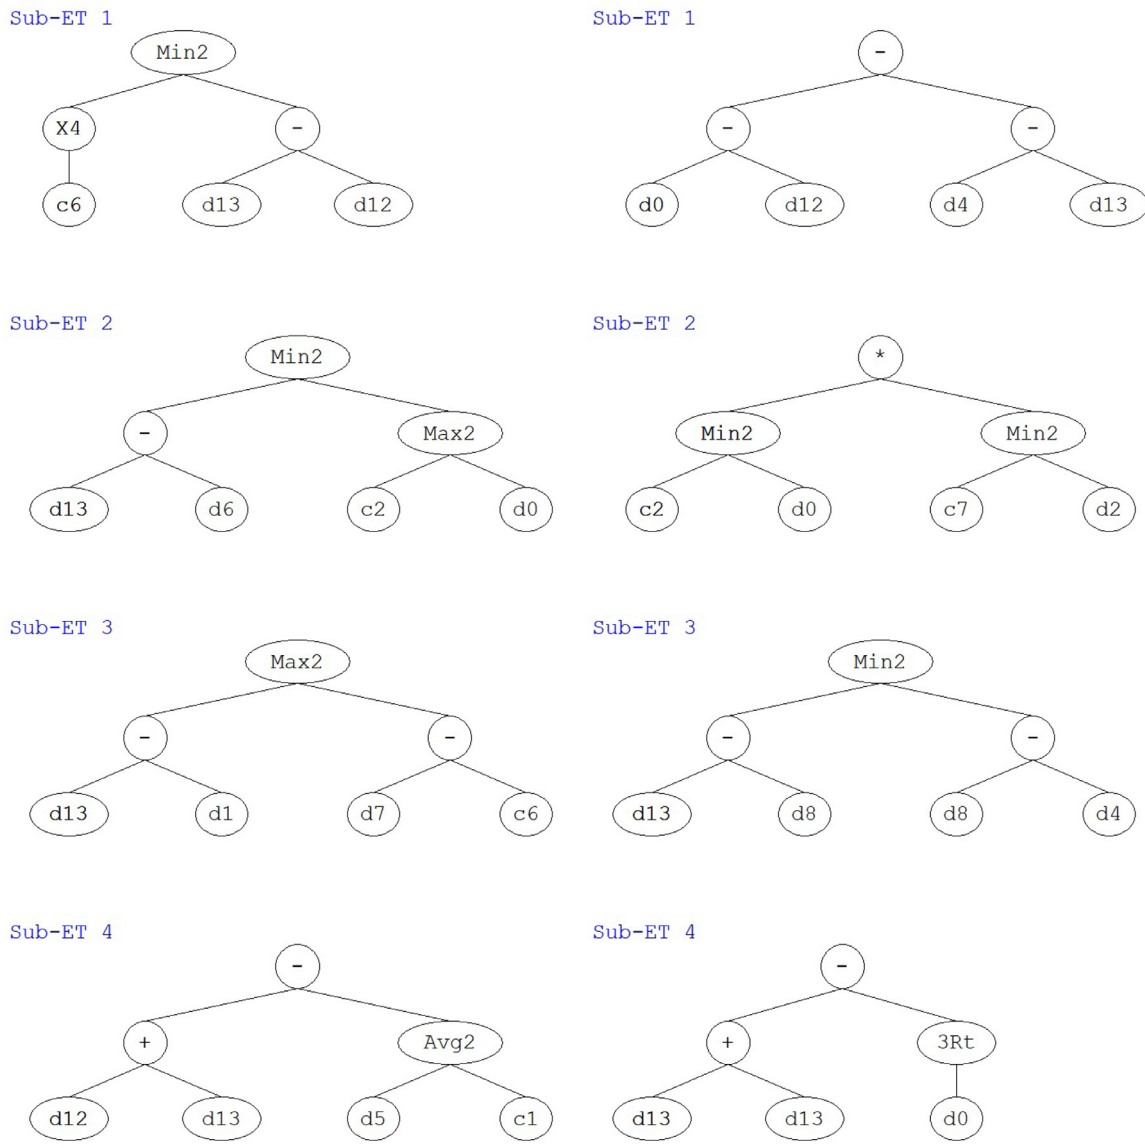 Sub-ET 1
Min2
X4 -
c6 d13 d12
Sub-ET 2
Min2
- Max2
d13 d6 c2 d0
Sub-ET 3
Max2
- -
d13 d1 d7 c6
Sub-ET 4
-
+ Avg2
d12 d13 d5 c1
Sub-ET 1
-
- -
d0 d12 d4 d13
Sub-ET 2
*
Min2 Min2
c2 d0 c7 d2
Sub-ET 3
Min2
- -
d13 d8 d8 d4
Sub-ET 4
-
+ 3Rt
d13 d13 d0